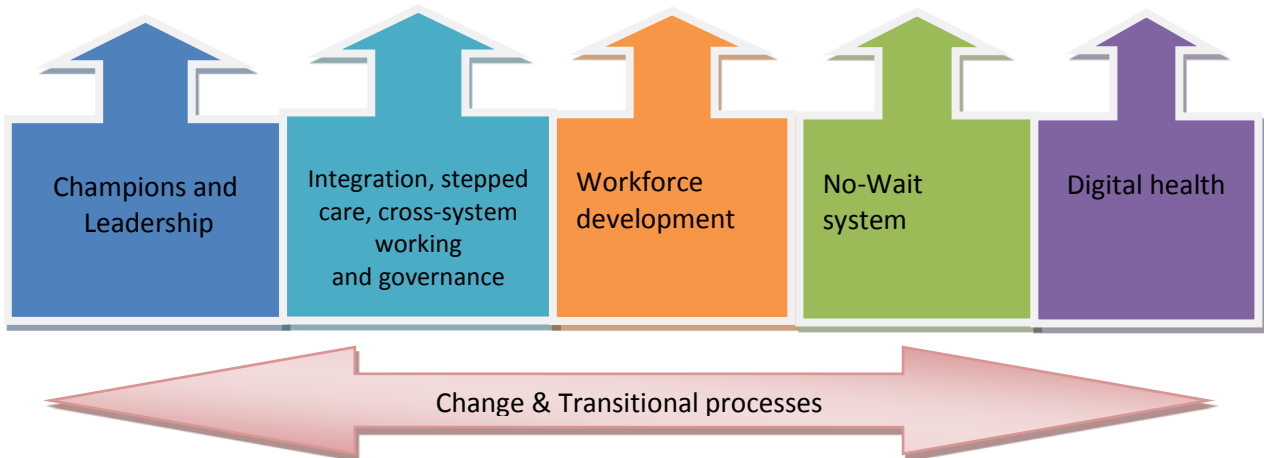 Champions and
Leadership
Integration, stepped
care, cross-system
working
and governance
Workforce
development
No-Wait
system
Digital health
Change & Transitional processes